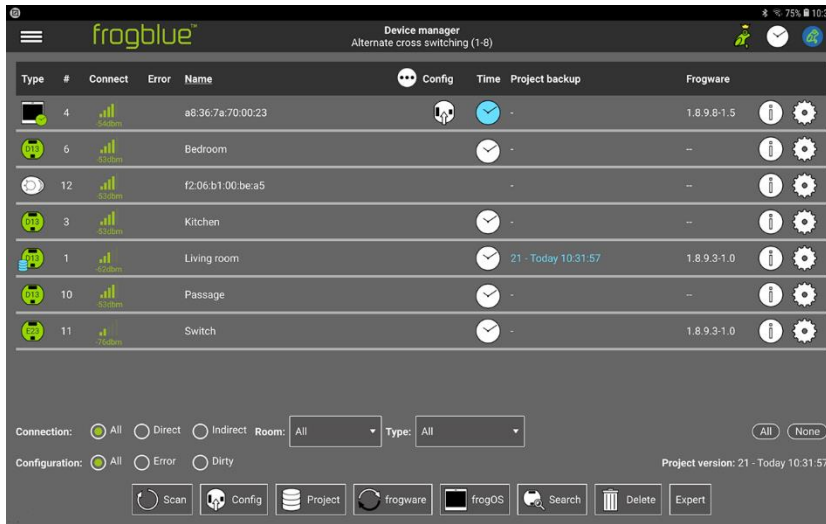 75% 10:3
frogblue™
Device manager
Alternate cross switching (1-8)
Type # Connect Error Name Config Time Project backup Frogware
4 -54dbm a8:36:7a:70:00:23 - 1.8.9.8-1.5
D13 6 -53dbm Bedroom - --
12 -53dbm f2:06:b1:00:be:a5 - --
D13 3 -53dbm Kitchen - --
D13 1 -62dbm Living room 21 - Today 10:31:57 1.8.9.3-1.0
D13 10 -53dbm Passage - --
E23 11 -76dbm Switch - 1.8.9.3-1.0
Connection: All Direct Indirect Room: All Type: All All None
Configuration: All Error Dirty Project version: 21 - Today 10:31:57
Scan Config Project frogware frogOS Search Delete Expert